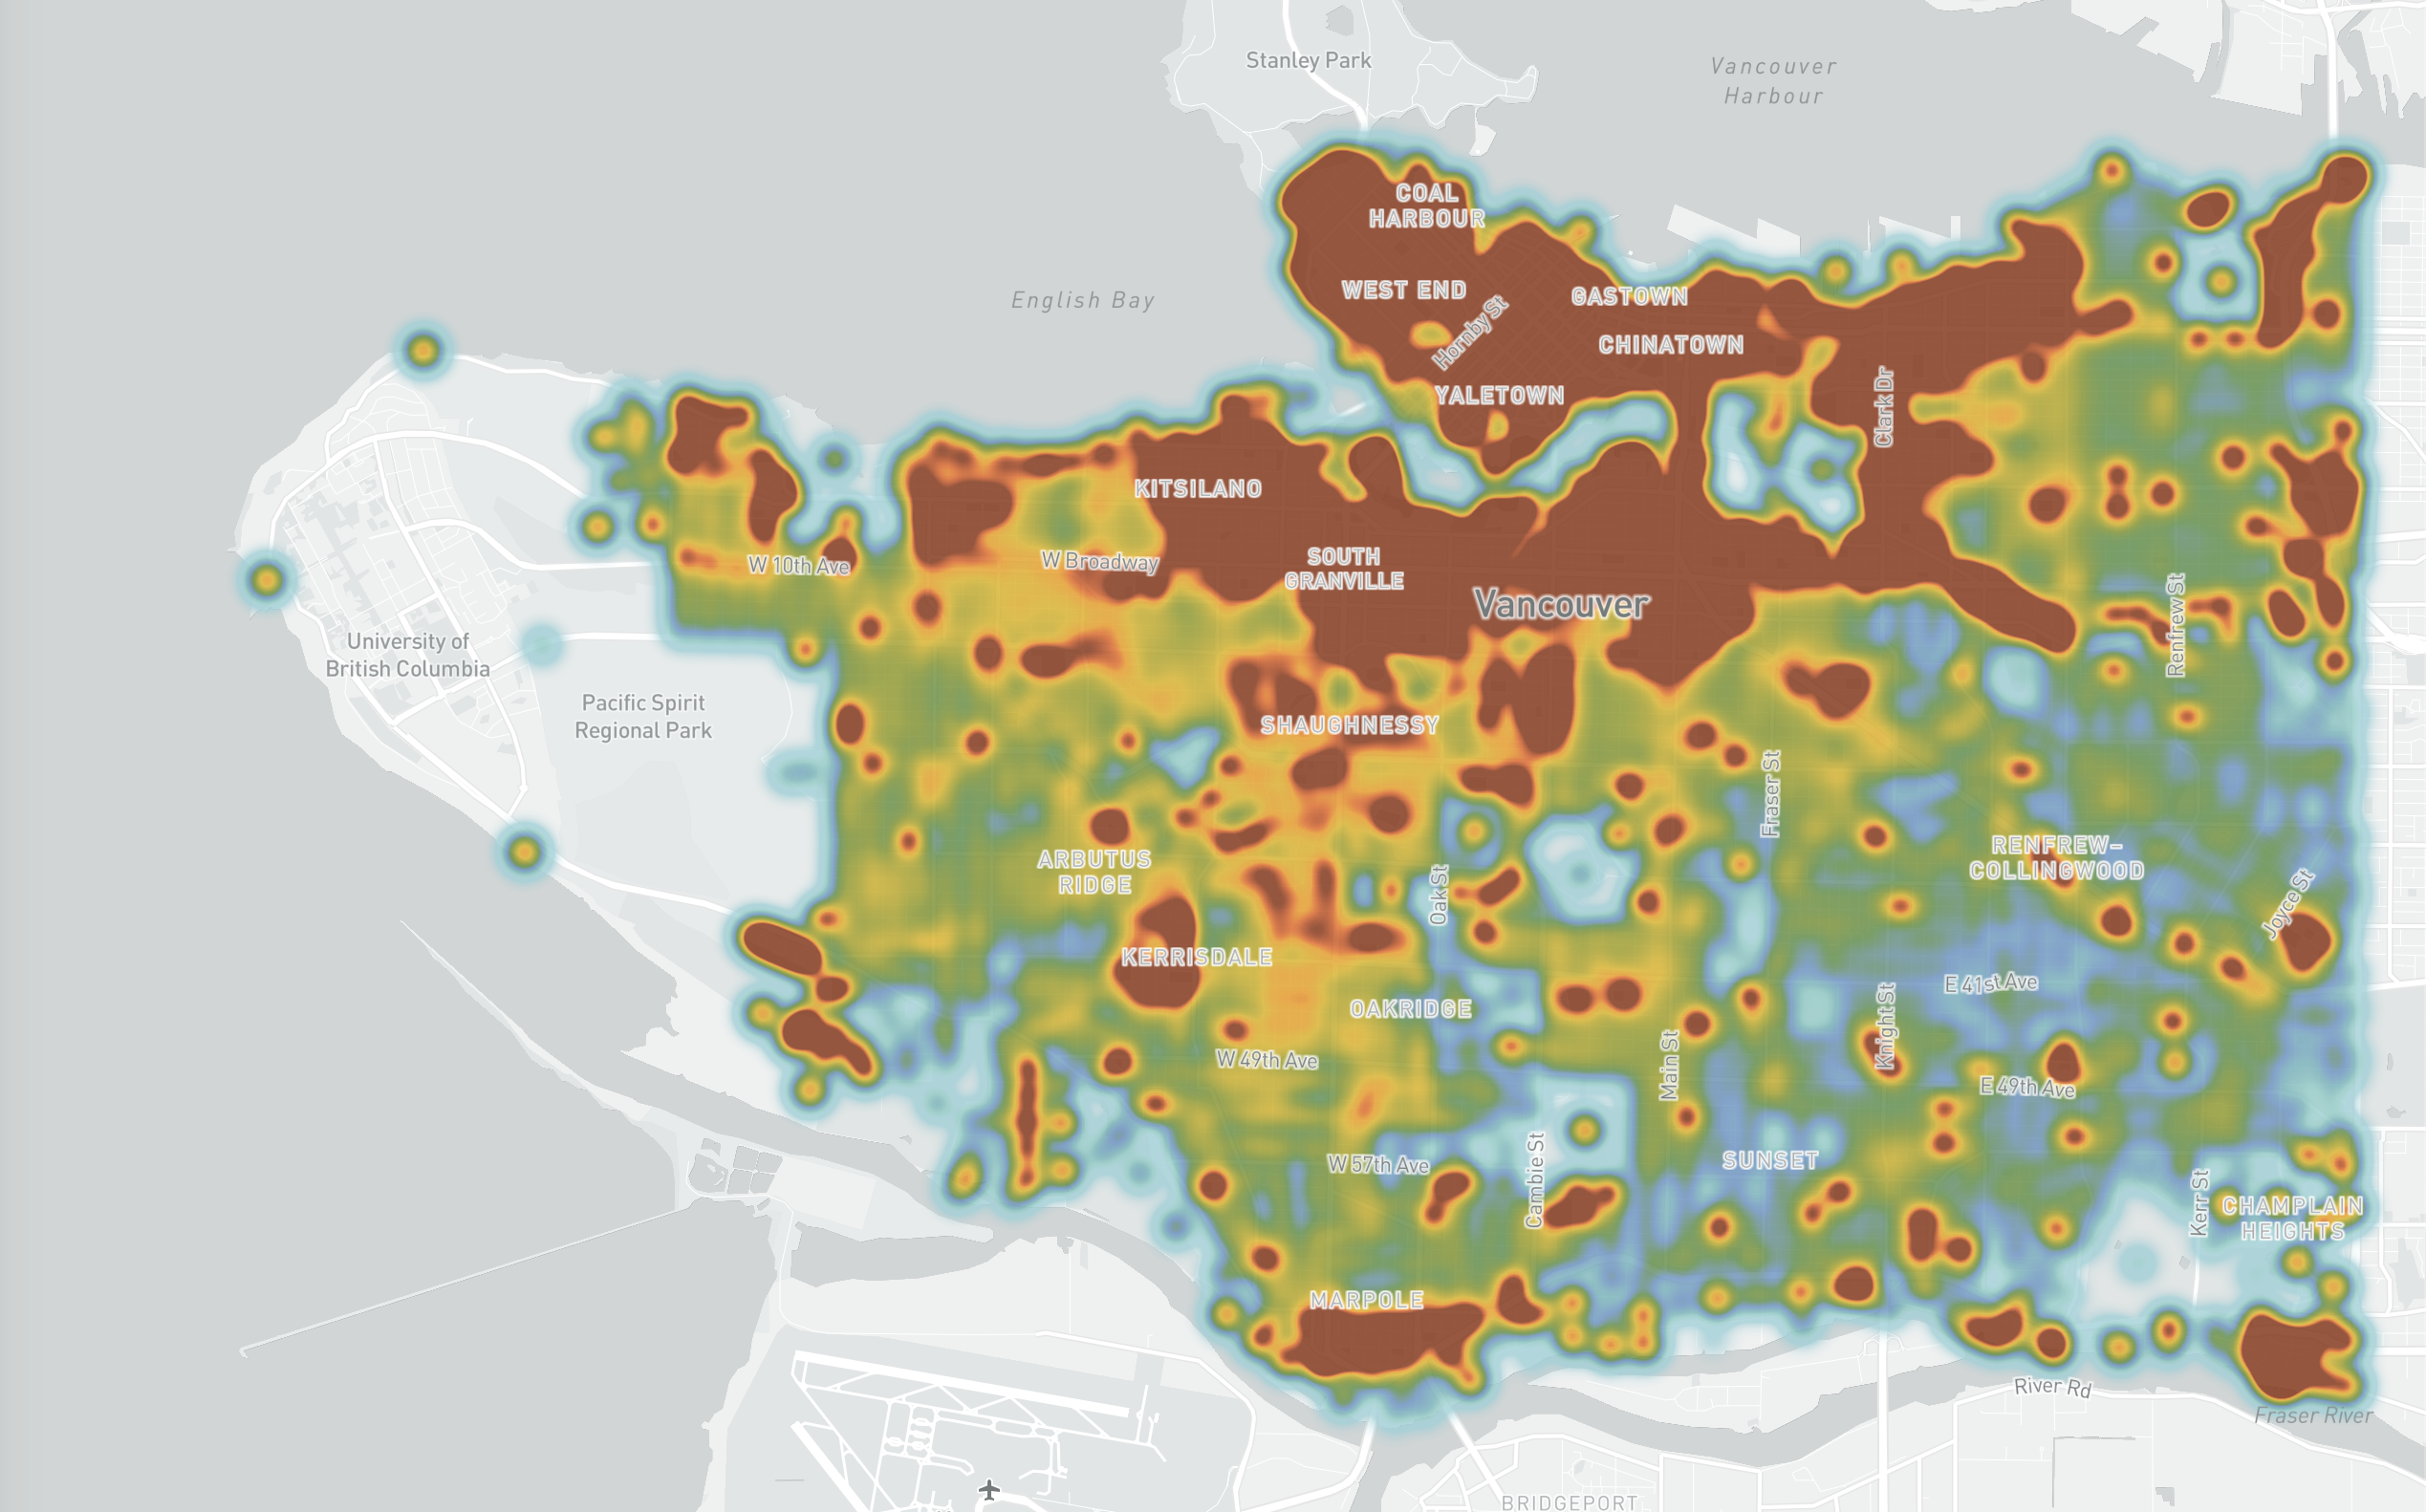 Stanley Park
Vancouver
Harbour
COAL
HARBOUR
WEST END
Hornby St
GASTOWN
English Bay
CHINATOWN
YALETOWN
Clark Dr
KITSILANO
W 10th Ave
W Broadway
SOUTH
GRANVILLE
Vancouver
Renfrew St
University of
British Columbia
Pacific Spirit
Regional Park
SHAUGHNESSY
Fraser St
ARBUTUS
RIDGE
RENFREW–
COLLINGWOOD
Oak St
Joyce St
KERRISDALE
E 41st Ave
OAKRIDGE
Knight St
Main St
W 49th Ave
E 49th Ave
W 57th Ave
Cambie St
SUNSET
Kerr St
CHAMPLAIN
HEIGHTS
MARPOLE
River Rd
Fraser River
BRIDGEPORT